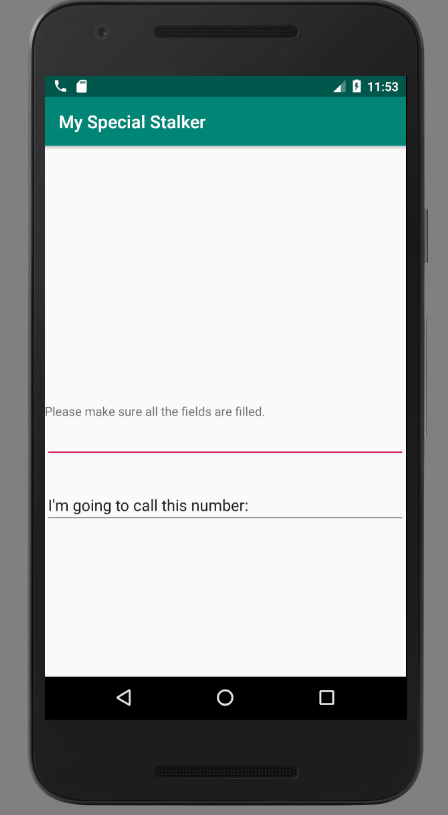 11:53
My Special Stalker
Please make sure all the fields are filled.
I'm going to call this number: